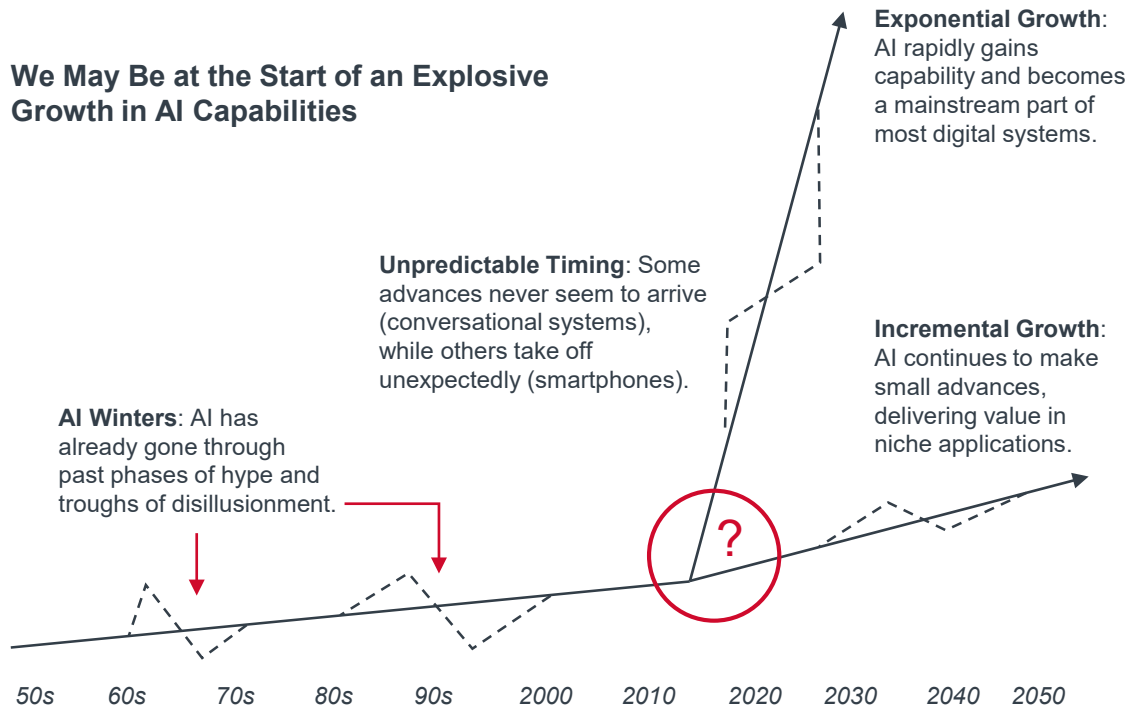 We May Be at the Start of an Explosive
Growth in AI Capabilities
Exponential Growth:
AI rapidly gains
capability and becomes
a mainstream part of
most digital systems.
Unpredictable Timing: Some
advances never seem to arrive
(conversational systems),
while others take off
unexpectedly (smartphones).
Incremental Growth:
AI continues to make
small advances,
delivering value in
niche applications.
AI Winters: AI has
already gone through
past phases of hype and
troughs of disillusionment.
?
50s 60s 70s 80s 90s 2000 2010 2020 2030 2040 2050